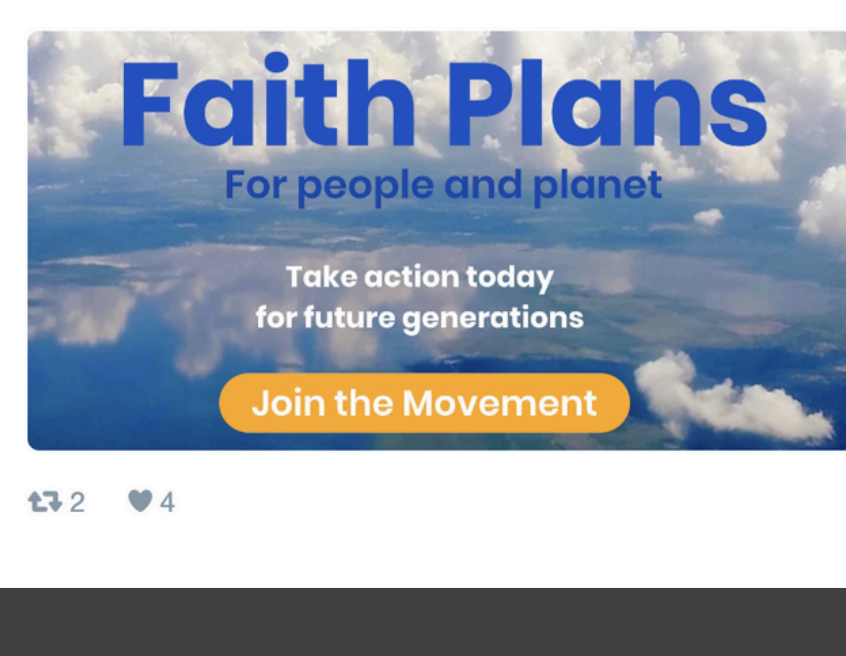 Faith Plans
For people and planet
Take action today
for future generations
Join the Movement
2 4